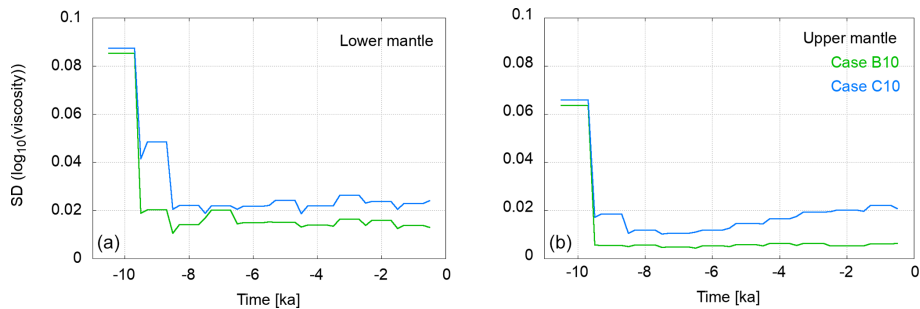 0.1
0.08
0.06
0.04
0.02
0
SD (log10(viscosity))
Lower mantle
(a)
-10 -8 -6 -4 -2 0
Time [ka]
0.1
0.08
0.06
0.04
0.02
0
Upper mantle
Case B10
Case C10
(b)
-10 -8 -6 -4 -2 0
Time [ka]